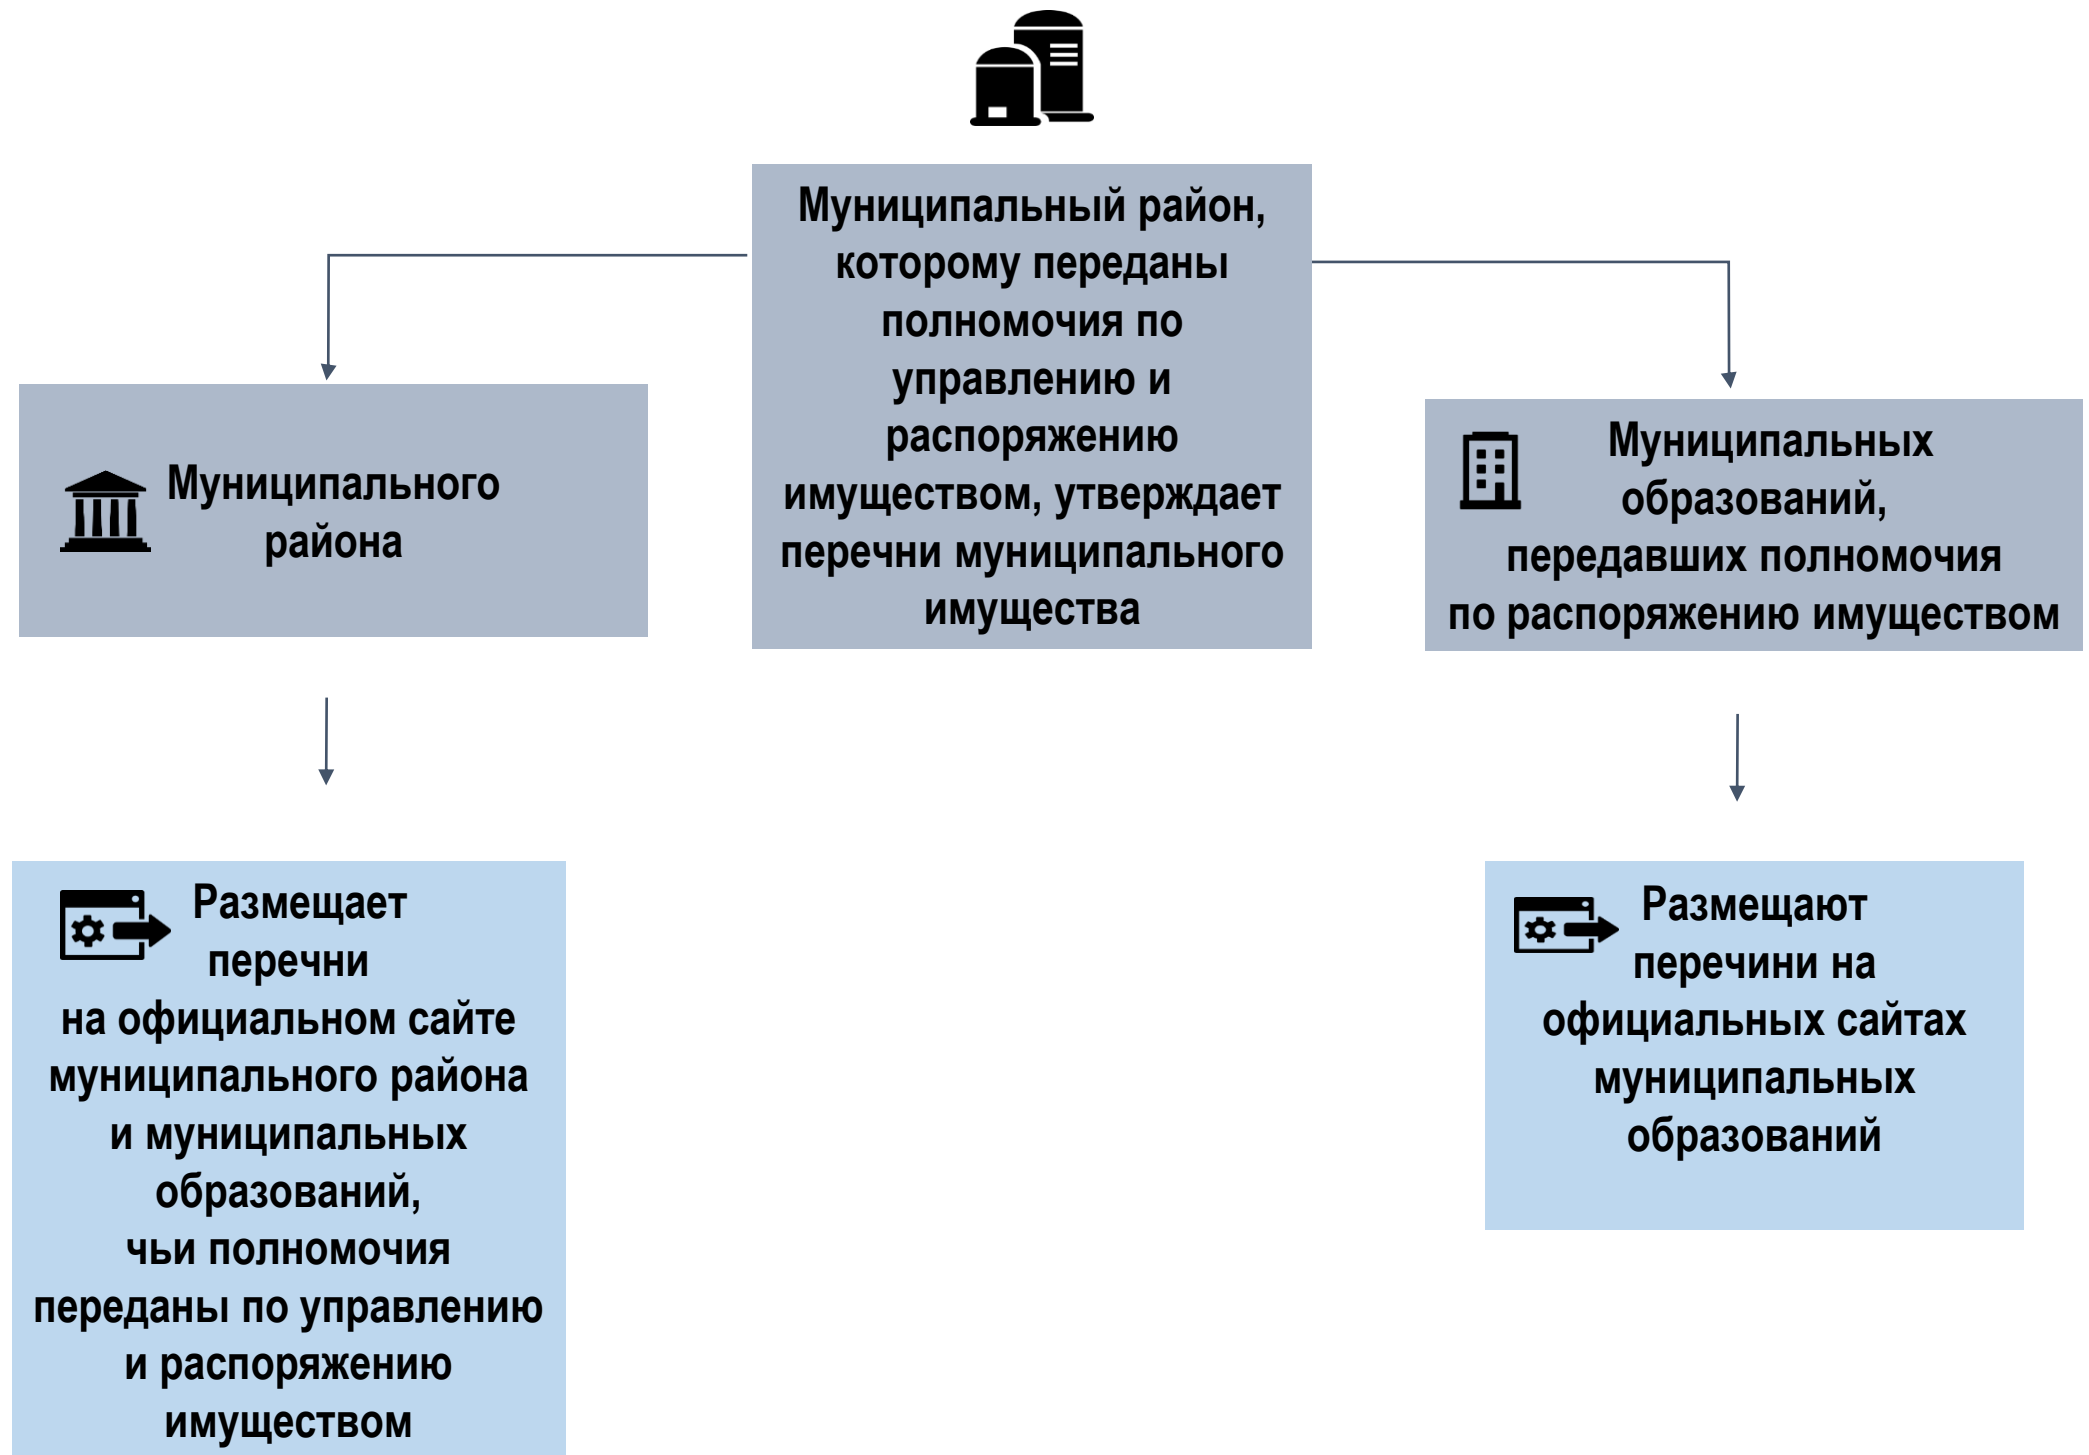 Муниципальный район,
которому переданы
полномочия по
управлению и
распоряжению
имуществом, утверждает
перечни муниципального
имущества
Муниципального
района
Муниципальных
образований,
передавших полномочия
по распоряжению имуществом
Размещает
перечни
на официальном сайте
муниципального района
и муниципальных
образований,
чьи полномочия
переданы по управлению
и распоряжению
имуществом
Размещают
перечини на
официальных сайтах
муниципальных
образований